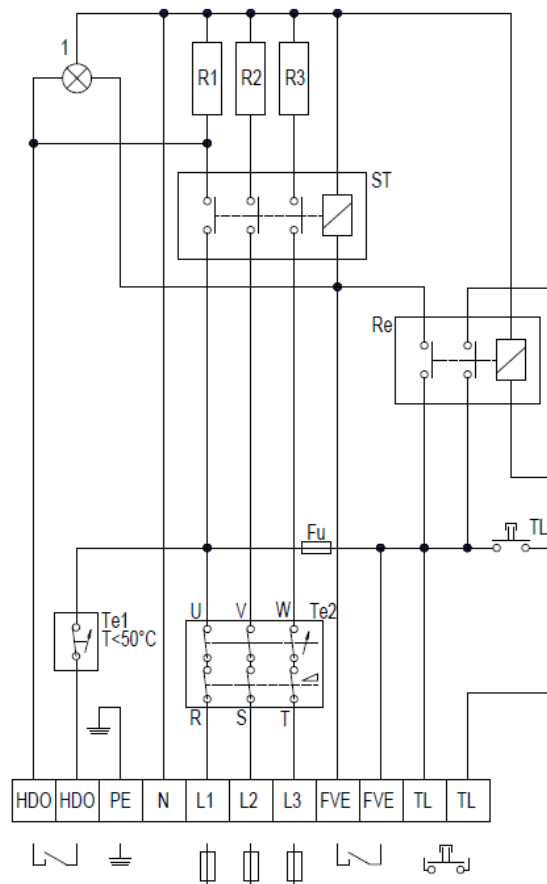 1
R1 R2 R3
ST
Re
Fu
TL
Te1
T<50°C
U V W Te2
R S T
HDO HDO PE N L1 L2 L3 FVE FVE TL TL